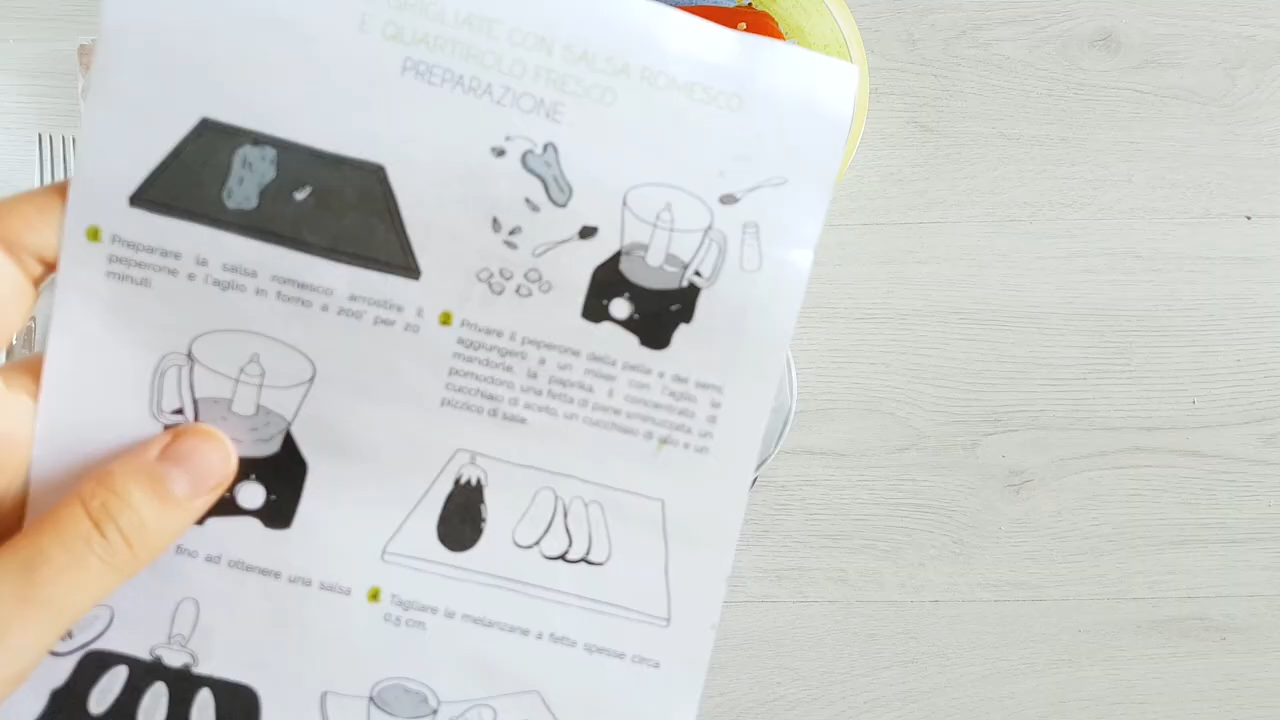 GRIGLIATE CON SALSA ROMESCO
E QUARTIROLO FRESCO
PREPARAZIONE
1 Preparare la salsa romesco: arrostire il
peperone e l'aglio in forno a 200° per 20
minuti.
2 Privare il peperone della pelle e dei semi,
aggiungerli a un mixer con l'aglio, le
mandorle, la paprika, il concentrato di
pomodoro, una fetta di pane sminuzzata, un
cucchiaio di aceto, un cucchiaio di olio e un
pizzico di sale.
fino ad ottenere una salsa
4 Tagliare le melanzane a fette spesse circa
0,5 cm.